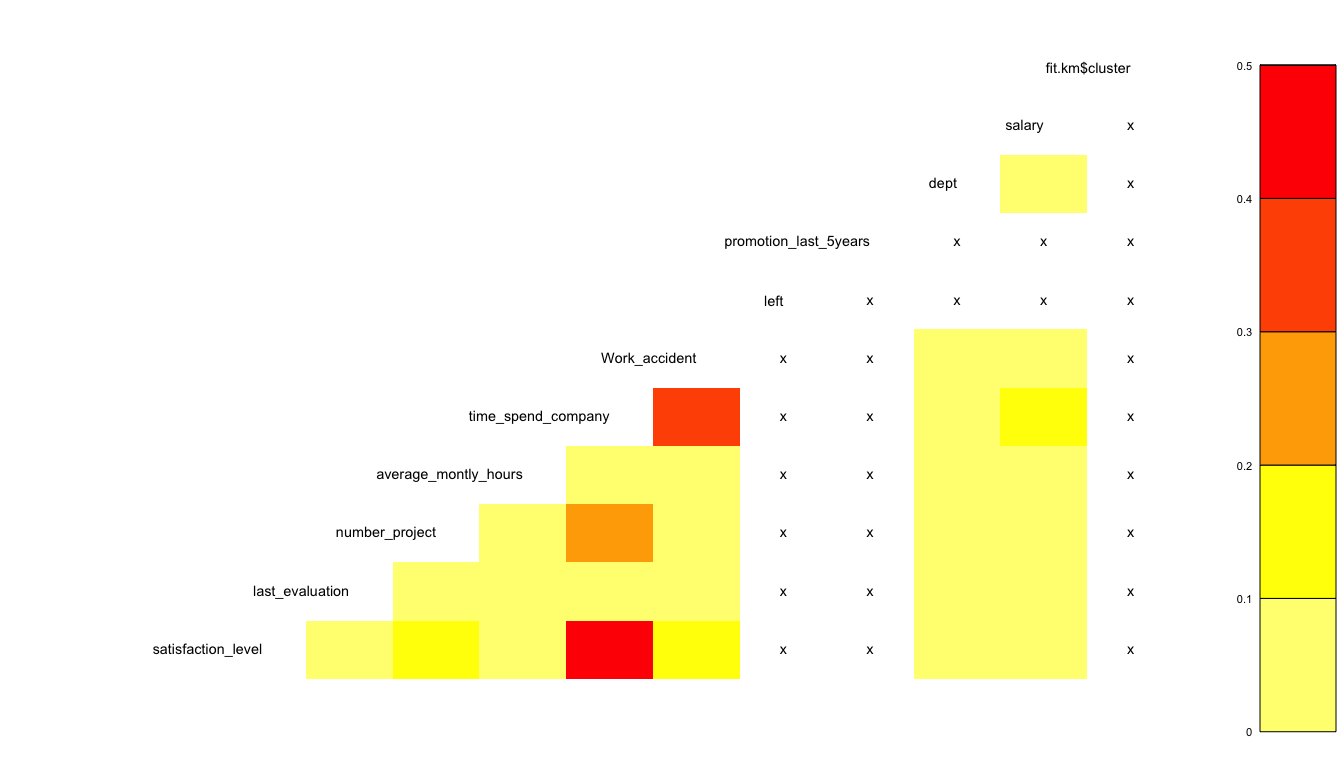 fit.km$cluster
0.5
salary x
dept x
0.4
promotion_last_5years x x x
left x x x x
0.3
Work_accident x x x
time_spend_company x x x
0.2
average_montly_hours x x x
number_project x x x
last_evaluation x x x
0.1
satisfaction_level x x x
0